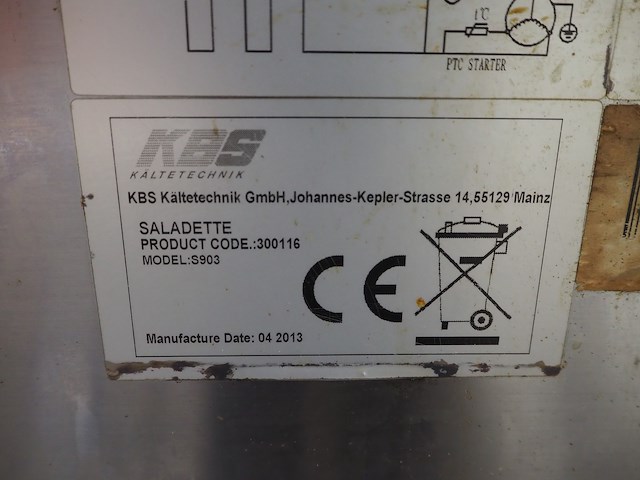 1℃
PTC STARTER
KBS
KÄLTETECHNIK
KBS Kältetechnik GmbH,Johannes-Kepler-Strasse 14,55129 Mainz
SALADETTE
PRODUCT CODE.:300116
MODEL:S903
CE
Manufacture Date: 04 2013